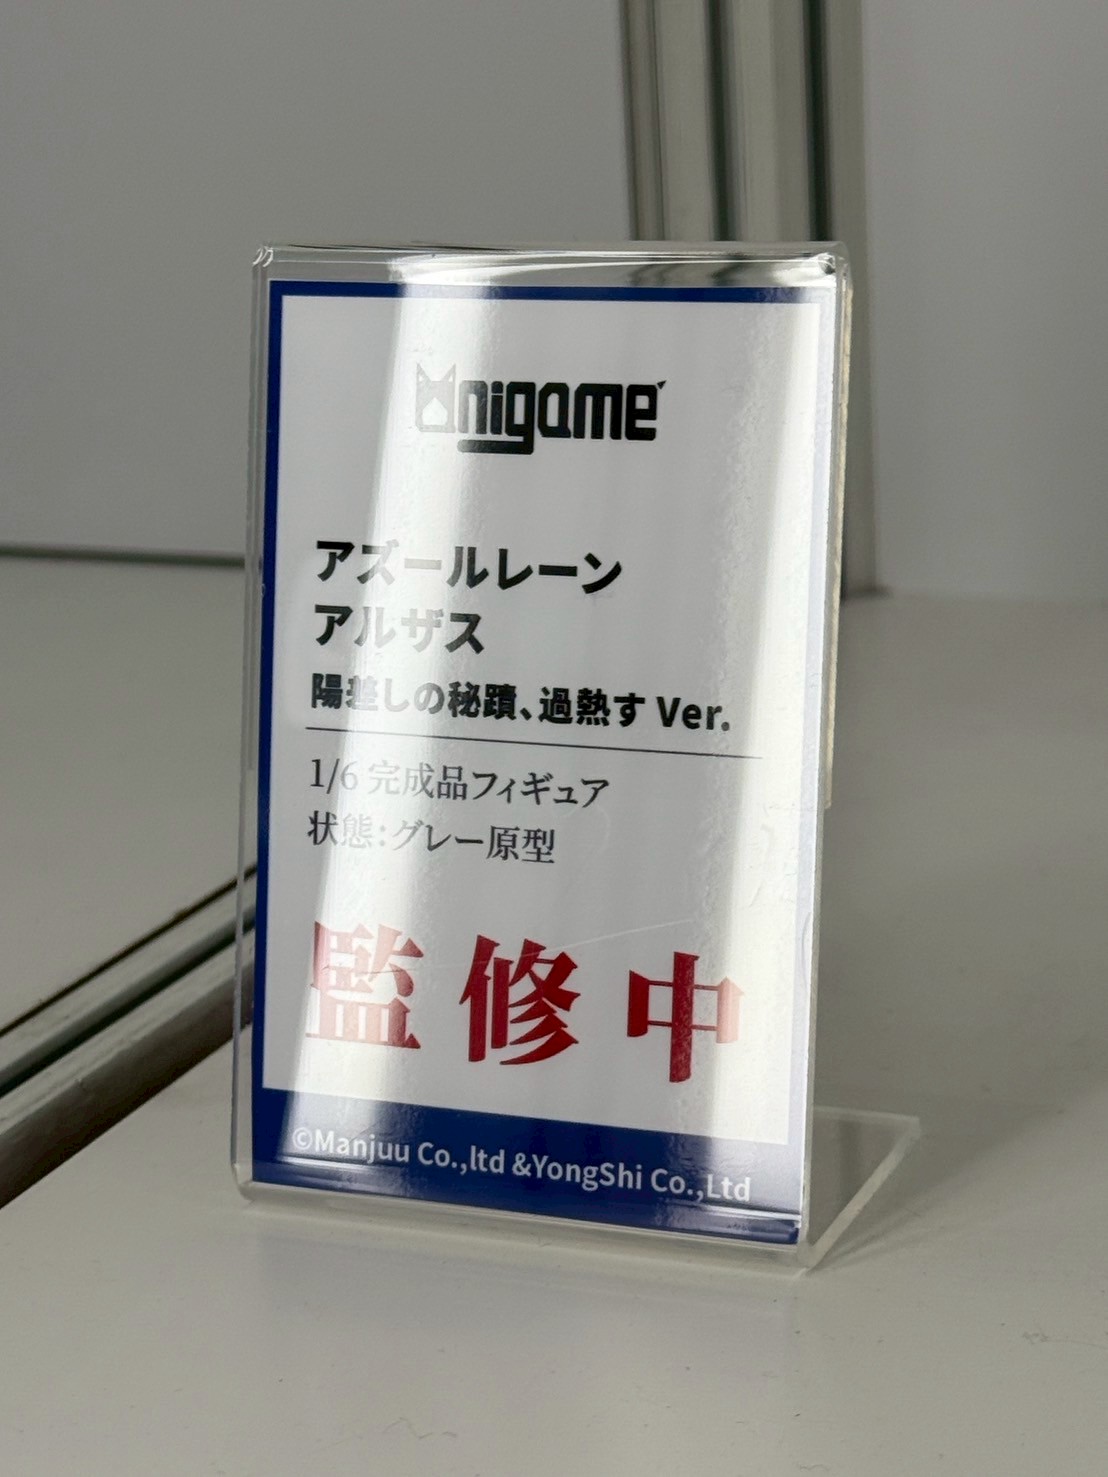 Unigame
アズールレーン
アルザス
陽差しの秘蹟、過熱す Ver.
1/6 完成品フィギュア
状態:グレー原型
監修中
©Manjuu Co.,ltd &YongShi Co.,Ltd